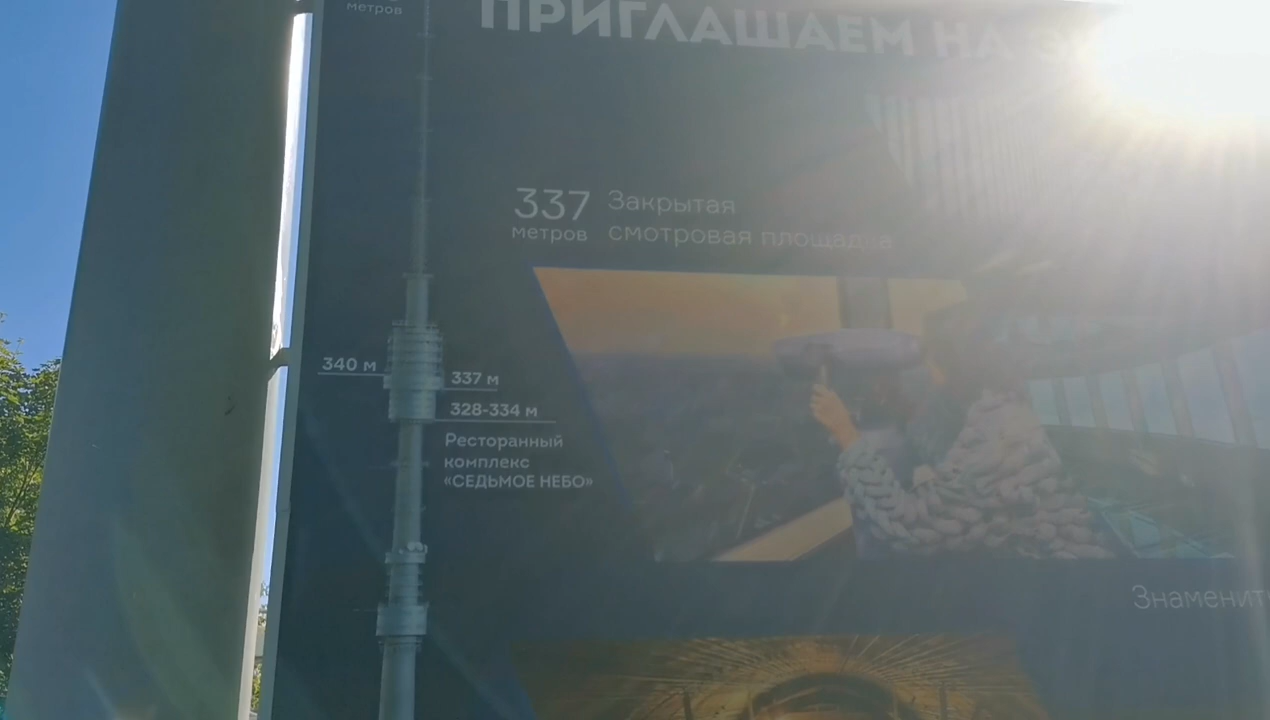 метров
ПРИГЛАШАЕМ НА
337 Закрытая
метров смотровая площадка
340 м
337 м
328-334 м
Ресторанный
комплекс
«СЕДЬМОЕ НЕБО»